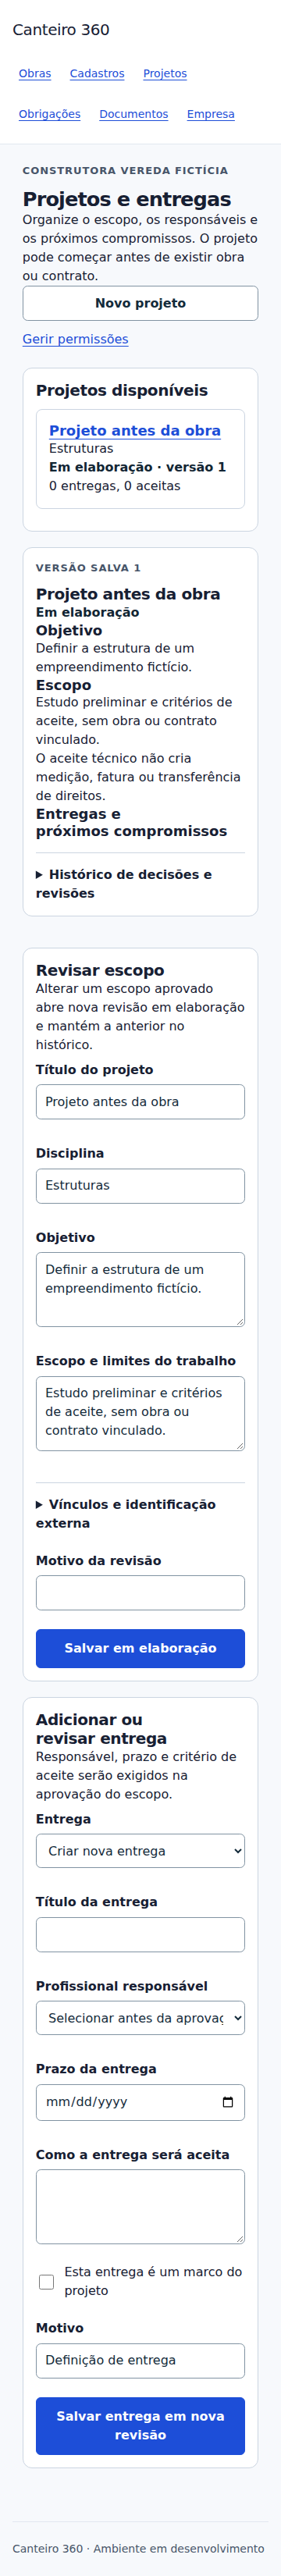 Canteiro 360
Obras Cadastros Projetos
Obrigações Documentos Empresa
CONSTRUTORA VEREDA FICTÍCIA
Projetos e entregas
Organize o escopo, os responsáveis e
os próximos compromissos. O projeto
pode começar antes de existir obra
ou contrato.
Novo projeto
Gerir permissões
Projetos disponíveis
Projeto antes da obra
Estruturas
Em elaboração · versão 1
0 entregas, 0 aceitas
VERSÃO SALVA 1
Projeto antes da obra
Em elaboração
Objetivo
Definir a estrutura de um
empreendimento fictício.
Escopo
Estudo preliminar e critérios de
aceite, sem obra ou contrato
vinculado.
O aceite técnico não cria
medição, fatura ou transferência
de direitos.
Entregas e
próximos compromissos
Histórico de decisões e
revisões
Revisar escopo
Alterar um escopo aprovado
abre nova revisão em elaboração
e mantém a anterior no
histórico.
Título do projeto
Projeto antes da obra
Disciplina
Estruturas
Objetivo
Definir a estrutura de um
empreendimento fictício.
Escopo e limites do trabalho
Estudo preliminar e critérios
de aceite, sem obra ou
contrato vinculado.
Vínculos e identificação
externa
Motivo da revisão
Salvar em elaboração
Adicionar ou
revisar entrega
Responsável, prazo e critério de
aceite serão exigidos na
aprovação do escopo.
Entrega
Criar nova entrega
Título da entrega
Profissional responsável
Selecionar antes da aprovaç
Prazo da entrega
mm/dd/yyyy
Como a entrega será aceita
Esta entrega é um marco do
projeto
Motivo
Definição de entrega
Salvar entrega em nova
revisão
Canteiro 360 · Ambiente em desenvolvimento